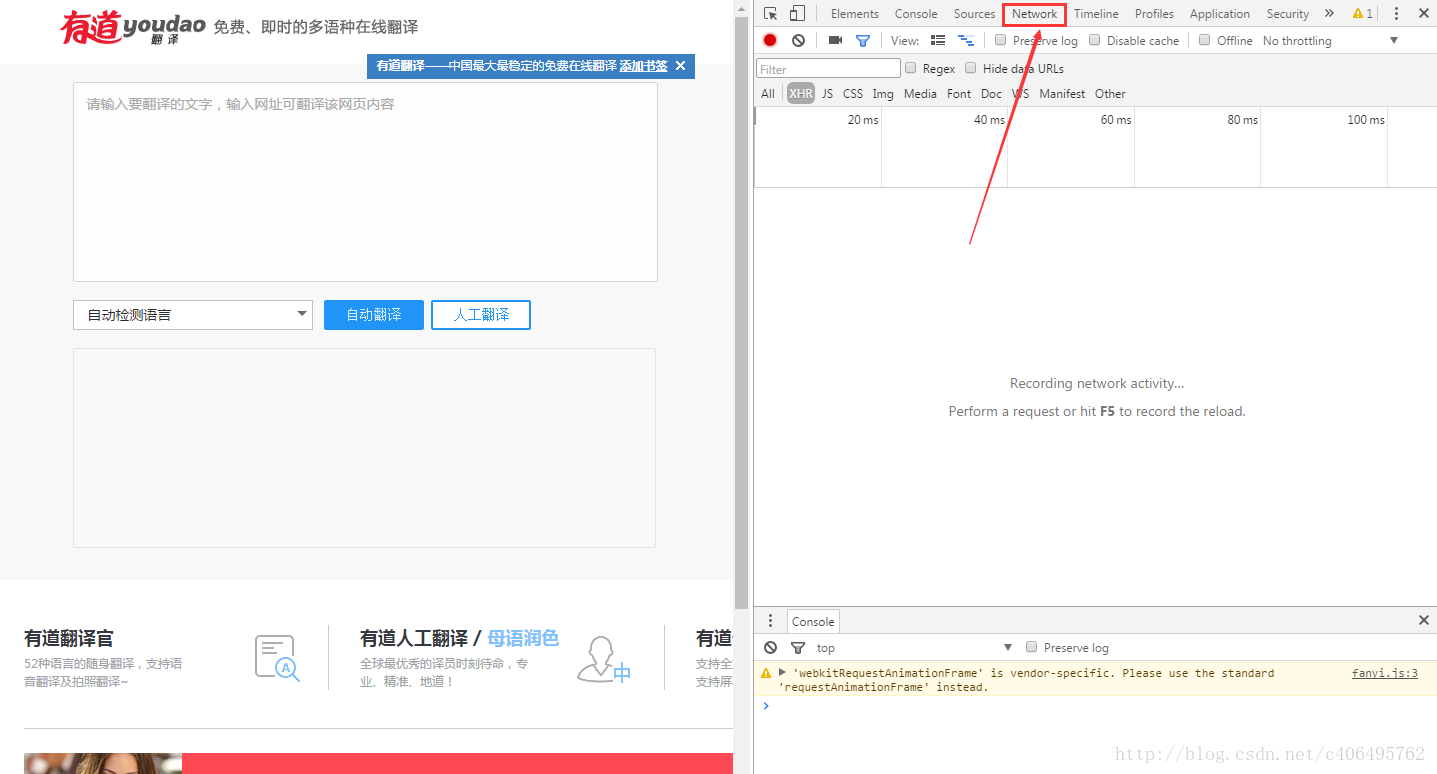 有道 youdao 翻译 免费、即时的多语种在线翻译
有道翻译——中国最大最稳定的免费在线翻译 添加书签 ✕
请输入要翻译的文字，输入网址可翻译该网页内容
自动检测语言 自动翻译 人工翻译
有道翻译官
52种语言的随身翻译，支持语
音翻译及拍照翻译~
有道人工翻译 / 母语润色
全球最优秀的译员时刻待命，专
业、精准、地道！
有道
支持全
支持屏
Elements Console Sources Network Timeline Profiles Application Security » 1
View: Preserve log Disable cache Offline No throttling
Filter Regex Hide data URLs
All XHR JS CSS Img Media Font Doc WS Manifest Other
20 ms 40 ms 60 ms 80 ms 100 ms
Recording network activity…
Perform a request or hit F5 to record the reload.
Console
top Preserve log
'webkitRequestAnimationFrame' is vendor-specific. Please use the standard fanyi.js:3
'requestAnimationFrame' instead.
http://blog.csdn.net/c406495762